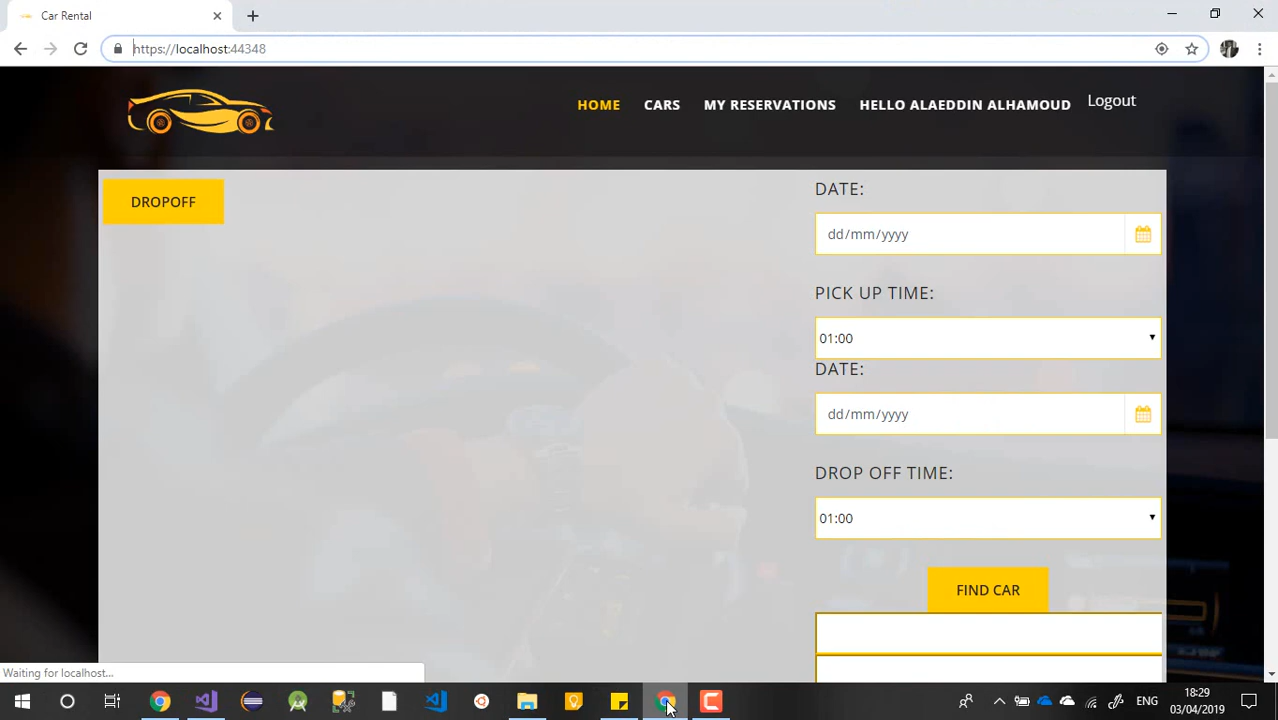 Car Rental
https://localhost:44348
HOME CARS MY RESERVATIONS HELLO ALAEDDIN ALHAMOUD Logout
DROPOFF
DATE:
dd/mm/yyyy
PICK UP TIME:
01:00
DATE:
dd/mm/yyyy
DROP OFF TIME:
01:00
FIND CAR
Waiting for localhost...
ENG
18:29
03/04/2019